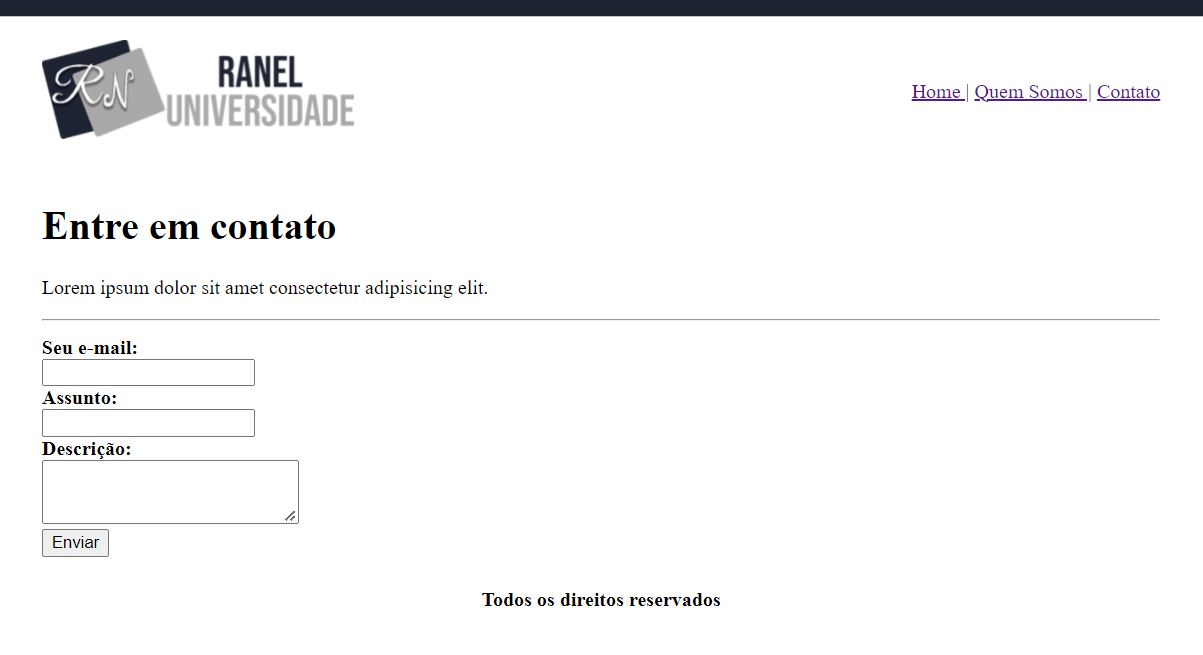 RN
RANEL
UNIVERSIDADE
Home | Quem Somos | Contato
Entre em contato
Lorem ipsum dolor sit amet consectetur adipisicing elit.
Seu e-mail:
Assunto:
Descrição:
Enviar
Todos os direitos reservados